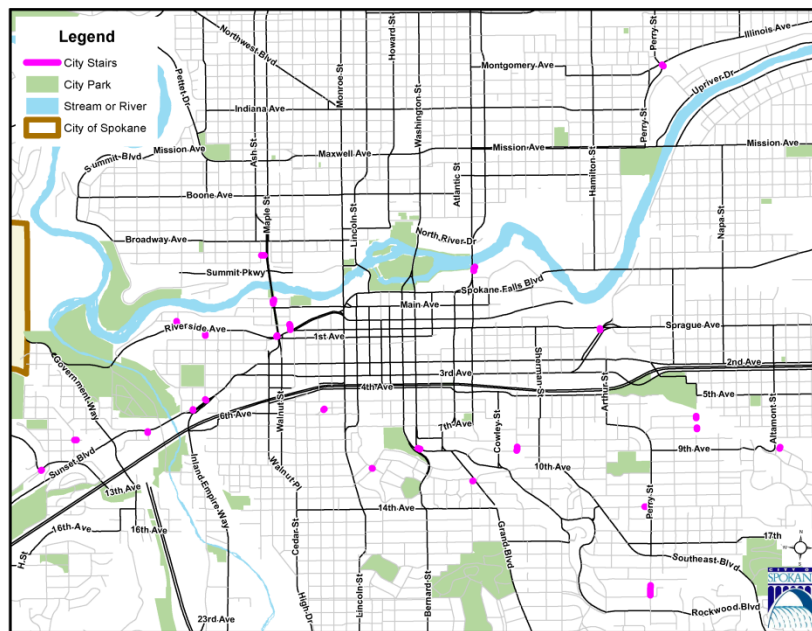 Legend
City Stairs
City Park
Stream or River
City of Spokane
Northwest Blvd
Pettet Dr
Monroe St
Howard St
Washington St
Perry St
Illinois Ave
Montgomery Ave
Upriver Dr
Indiana Ave
Ash St
Perry St
Summit Blvd
Mission Ave
Maxwell Ave
Mission Ave
Mission Ave
Atlantic St
Hamilton St
Boone Ave
Maple St
Lincoln St
Napa St
Broadway Ave
North River Dr
Summit Pkwy
Spokane Falls Blvd
Main Ave
Riverside Ave
1st Ave
Sprague Ave
Government Way
Sherman St
2nd Ave
3rd Ave
4th Ave
Arthur St
5th Ave
Walnut St
6th Ave
7th Ave
Cowley St
Altamont St
9th Ave
Sunset Blvd
10th Ave
Walnut Pl
13th Ave
Inland Empire Way
Perry St
14th Ave
16th Ave
16th Ave
Cedar St
Grand Blvd
17th
H St
Southeast Blvd
Lincoln St
Bernard St
High Dr
23rd Ave
Rockwood Blvd
N
CITY OF
SPOKANE